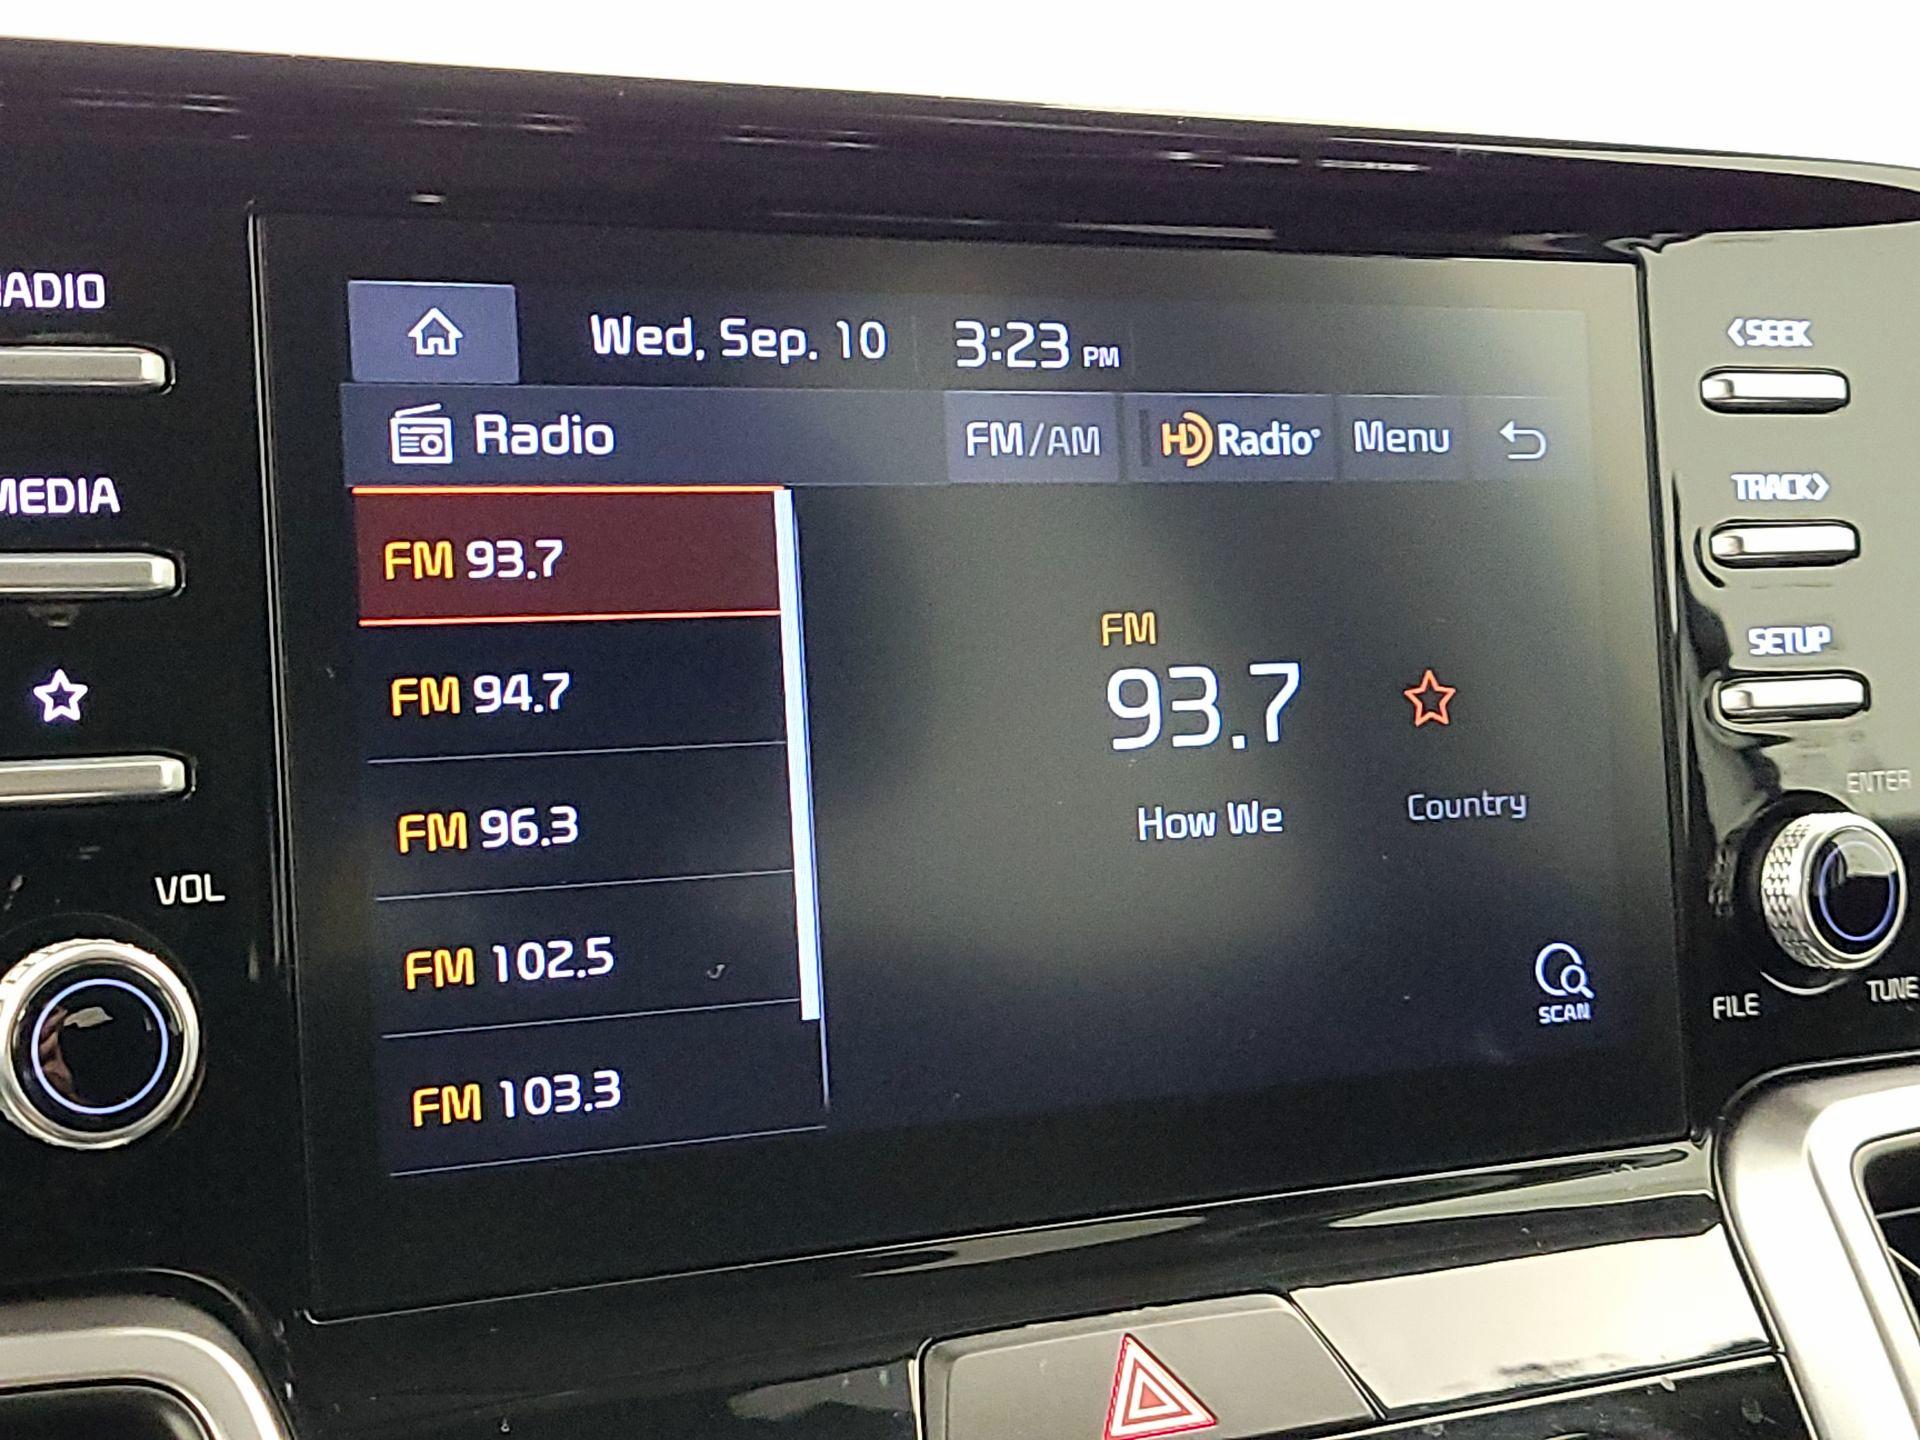 RADIO
MEDIA
VOL
Wed, Sep. 10 3:23 PM
Radio FM/AM HD Radio Menu
FM 93.7
FM 94.7
FM 96.3
FM 102.5
FM 103.3
FM
93.7
How We Country
SCAN
<SEEK
TRACK>
SETUP
ENTER
FILE TUNE